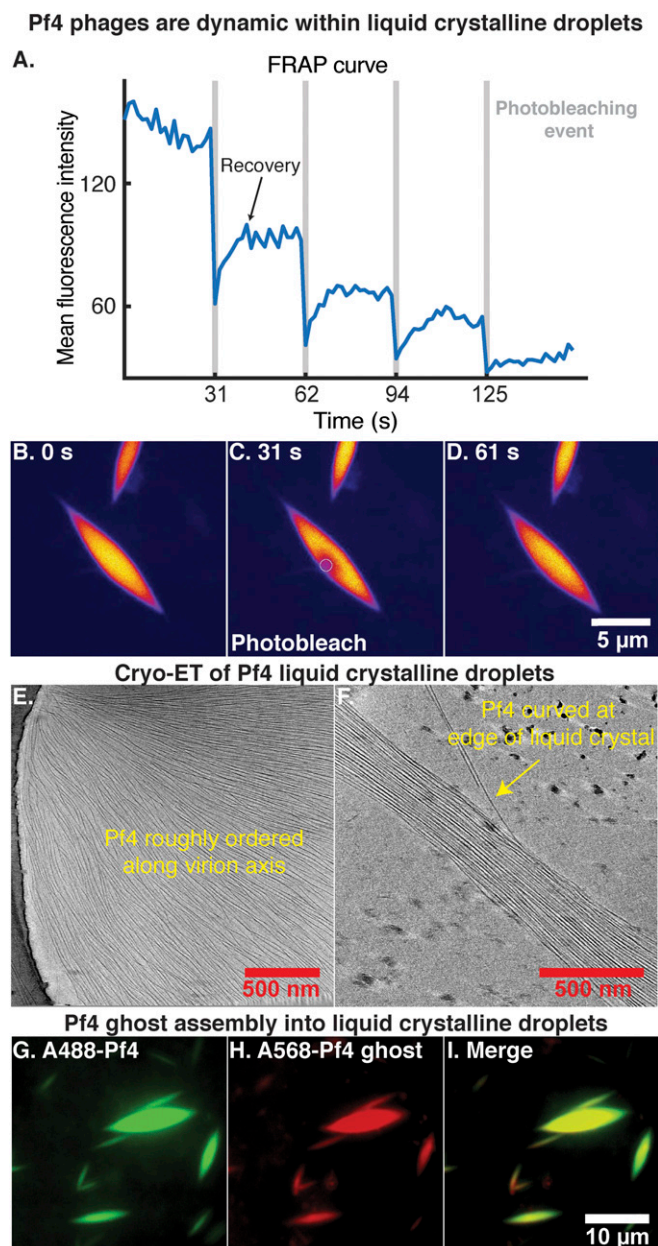 Pf4 phages are dynamic within liquid crystalline droplets
A.
FRAP curve
Photobleaching
event
Recovery
Mean fluorescence intensity
120
60
31 62 94 125
Time (s)
B. 0 s
C. 31 s
D. 61 s
Photobleach
5 µm
Cryo-ET of Pf4 liquid crystalline droplets
E.
F.
Pf4 curved at
edge of liquid crystal
Pf4 roughly ordered
along virion axis
500 nm
500 nm
Pf4 ghost assembly into liquid crystalline droplets
G. A488-Pf4
H. A568-Pf4 ghost
I. Merge
10 µm